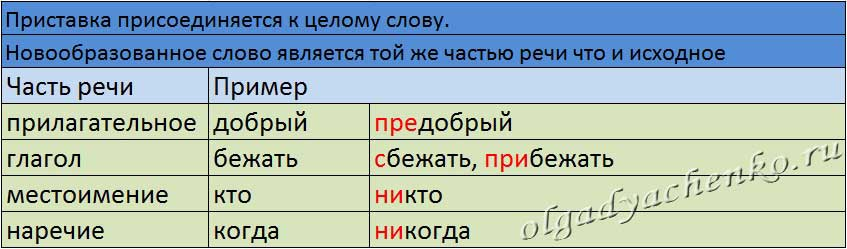 Приставка присоединяется к целому слову.
Новообразованное слово является той же частью речи что и исходное
Часть речи Пример
прилагательное добрый предобрый
глагол бежать сбежать, прибежать
местоимение кто никто
наречие когда никогда
olgadyachenko.ru